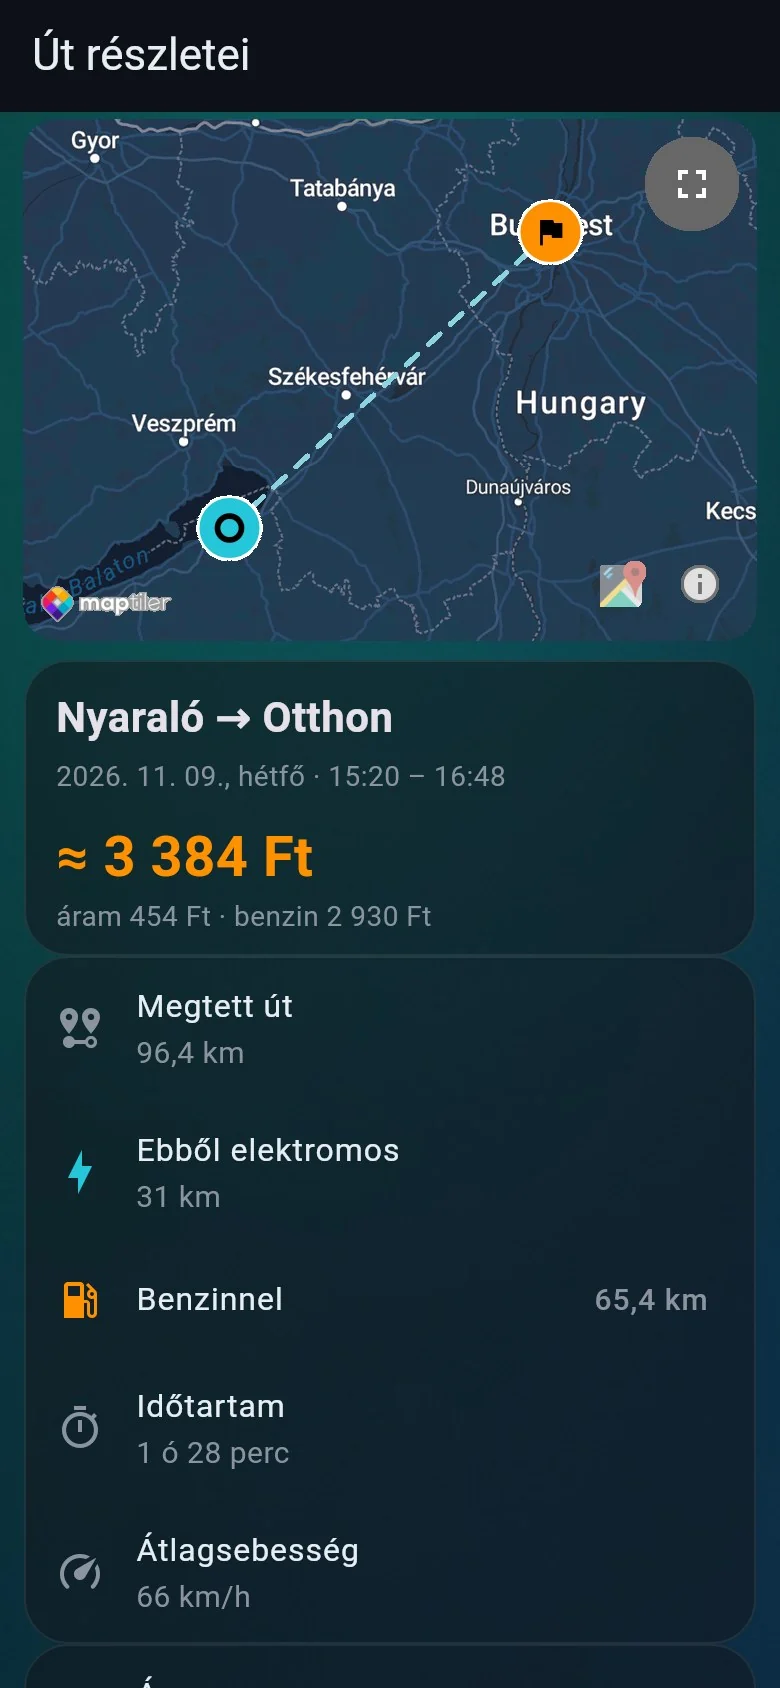 Út részletei
Gyor
Tatabánya
Székesfehérvár
Hungary
Veszprém
Dunaújváros
Kecs
Balaton
maptiler
Nyaraló → Otthon
2026. 11. 09., hétfő · 15:20 – 16:48
≈ 3 384 Ft
áram 454 Ft · benzin 2 930 Ft
Megtett út
96,4 km
Ebből elektromos
31 km
Benzinnel 65,4 km
Időtartam
1 ó 28 perc
Átlagsebesség
66 km/h